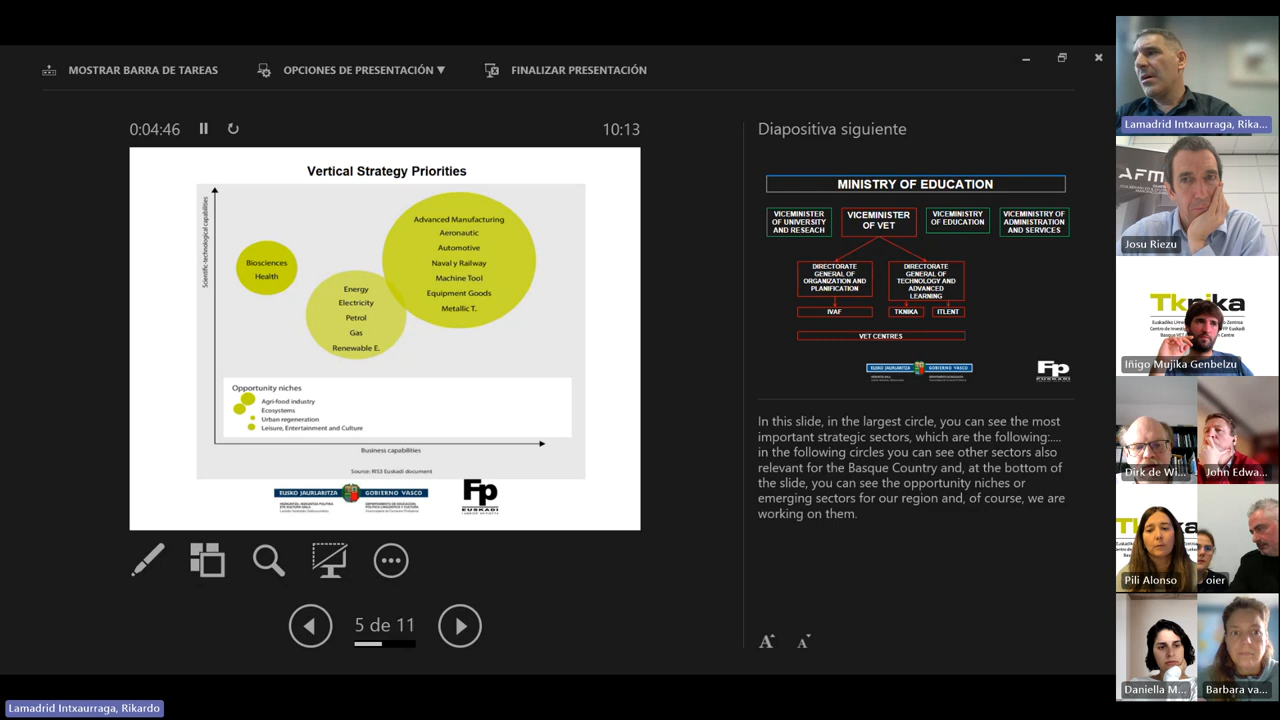 MOSTRAR BARRA DE TAREAS
OPCIONES DE PRESENTACIÓN ▼
FINALIZAR PRESENTACIÓN
0:04:46
10:13
Vertical Strategy Priorities
Scientific-technological capabilities
Biosciences
Health
Energy
Electricity
Petrol
Gas
Renewable E.
Advanced Manufacturing
Aeronautic
Automotive
Naval y Railway
Machine Tool
Equipment Goods
Metallic T.
Opportunity niches
Agri-food industry
Ecosystems
Urban regeneration
Leisure, Entertainment and Culture
Business capabilities
Source: RIS3 Euskadi document
EUSKO JAURLARITZA
GOBIERNO VASCO
Fp
EUSKADI
5 de 11
Diapositiva siguiente
MINISTRY OF EDUCATION
VICEMINISTER
OF UNIVERSITY
AND RESEACH
VICEMINISTER
OF VET
VICEMINISTRY
OF EDUCATION
VICEMINISTRY OF
ADMINISTRATION
AND SERVICES
DIRECTORATE
GENERAL OF
ORGANIZATION AND
PLANIFICATION
DIRECTORATE
GENERAL OF
TECHNOLOGY AND
ADVANCED
LEARNING
IVAF
TKNIKA
ITLENT
VET CENTRES
EUSKO JAURLARITZA
GOBIERNO VASCO
Fp
In this slide, in the largest circle, you can see the most
important strategic sectors, which are the following:....
in the following circles you can see other sectors also
relevant for the Basque Country and, at the bottom of
the slide, you can see the opportunity niches or
emerging sectors for our region and, of course, we are
working on them.
Lamadrid Intxaurraga, Rika...
AFM
Josu Riezu
Tknika
Iñigo Mujika Genbelzu
Dirk de Wi...
John Edwa...
Pili Alonso
oier
Daniella M...
Barbara va...
Lamadrid Intxaurraga, Rikardo